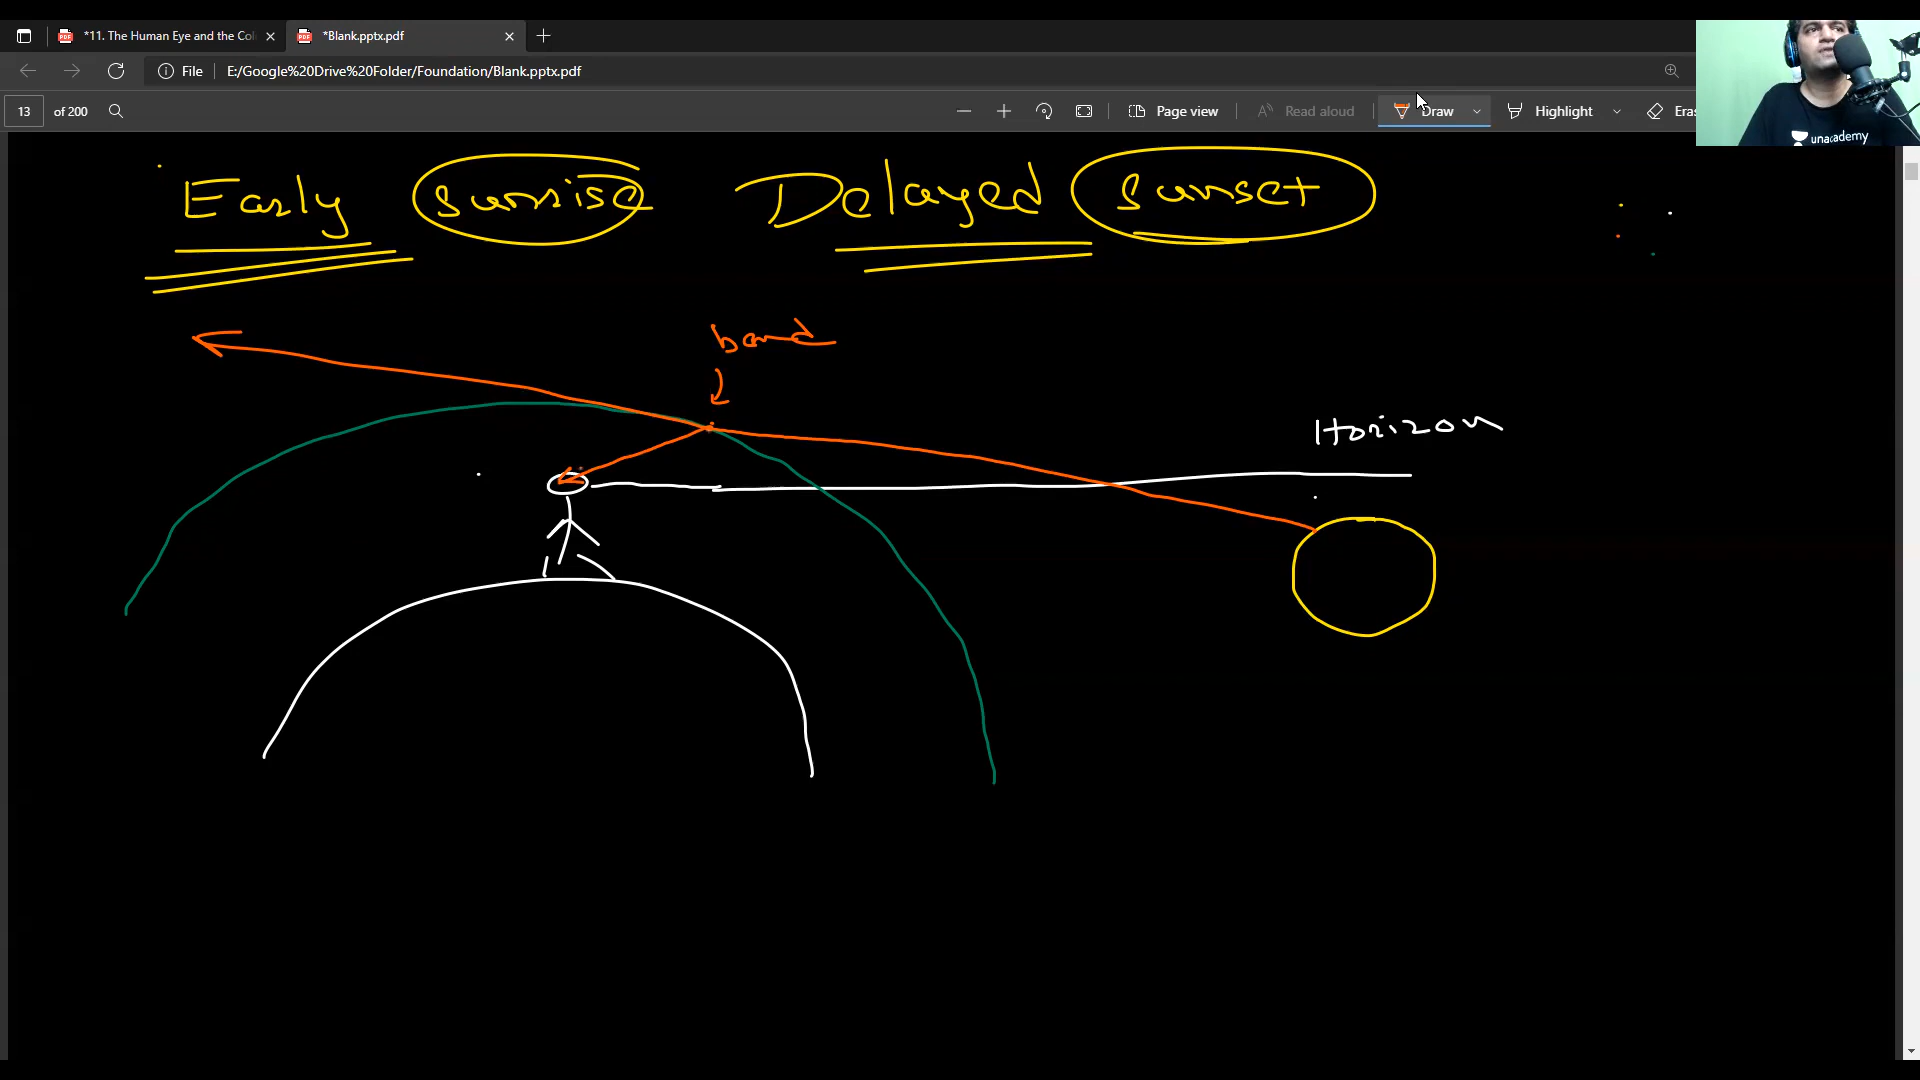 *11. The Human Eye and the Col
*Blank.pptx.pdf
File
E:/Google%20Drive%20Folder/Foundation/Blank.pptx.pdf
13 of 200
Page view
Read aloud
Draw
Highlight
Eras
unacademy
Early sunrise Delayed sunset
bend
Horizon